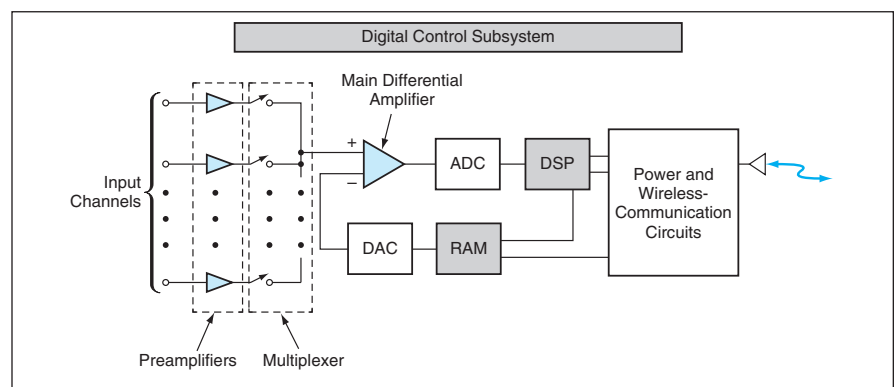 Digital Control Subsystem
Main Differential
Amplifier
Input
Channels
+
−
ADC
DSP
Power and
Wireless-
Communication
Circuits
DAC
RAM
Preamplifiers
Multiplexer